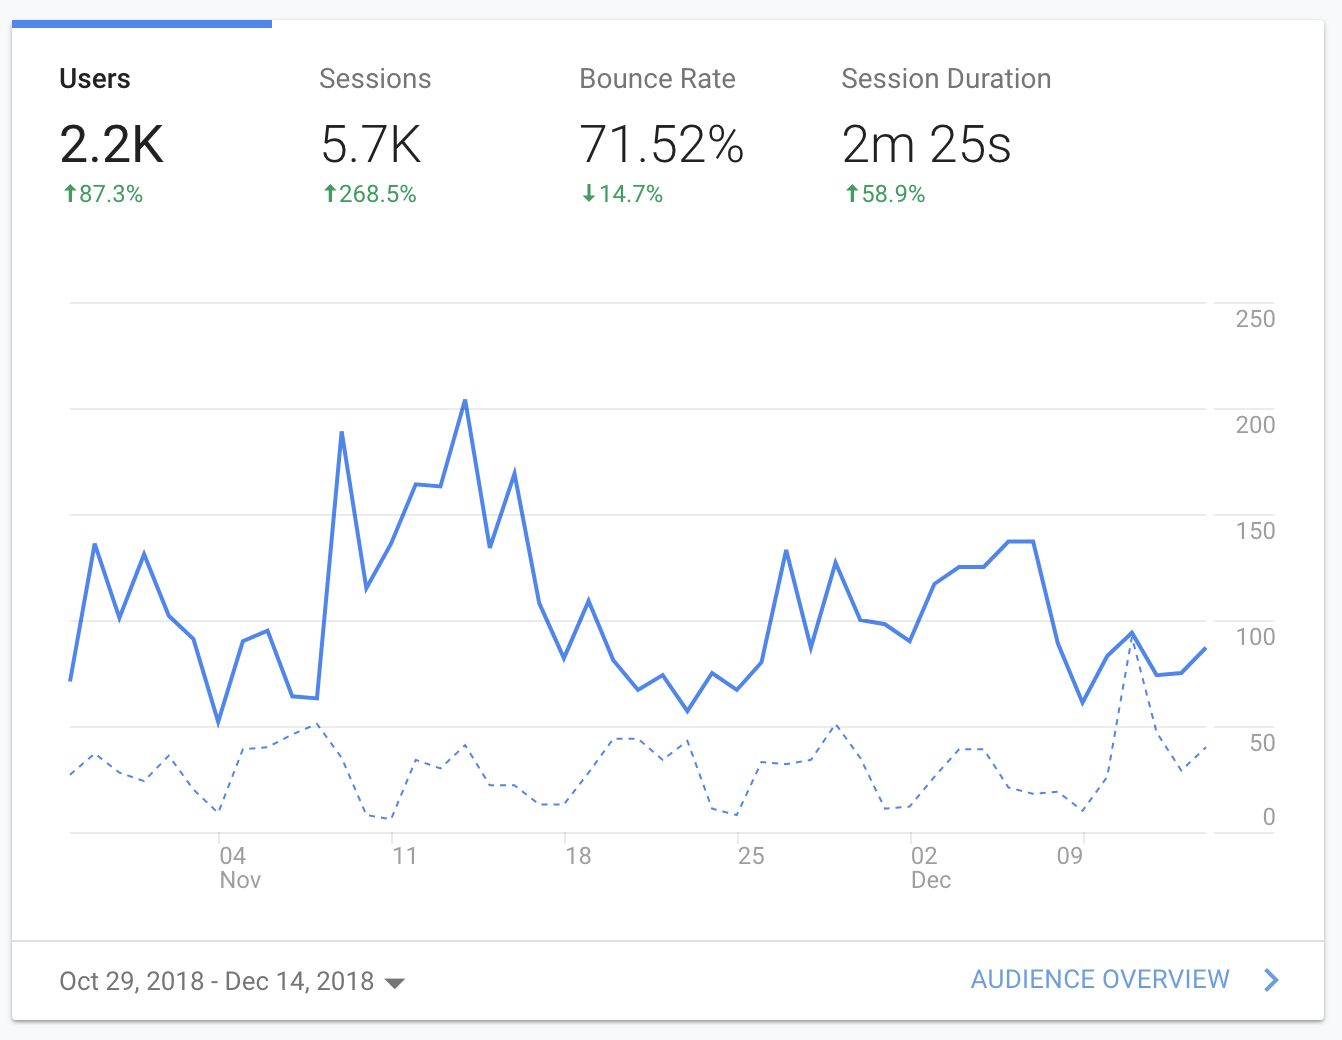 Users Sessions Bounce Rate Session Duration
2.2K 5.7K 71.52% 2m 25s
↑87.3% ↑268.5% ↓14.7% ↑58.9%
250
200
150
100
50
0
04 11 18 25 02 09
Nov Dec
Oct 29, 2018 - Dec 14, 2018 AUDIENCE OVERVIEW